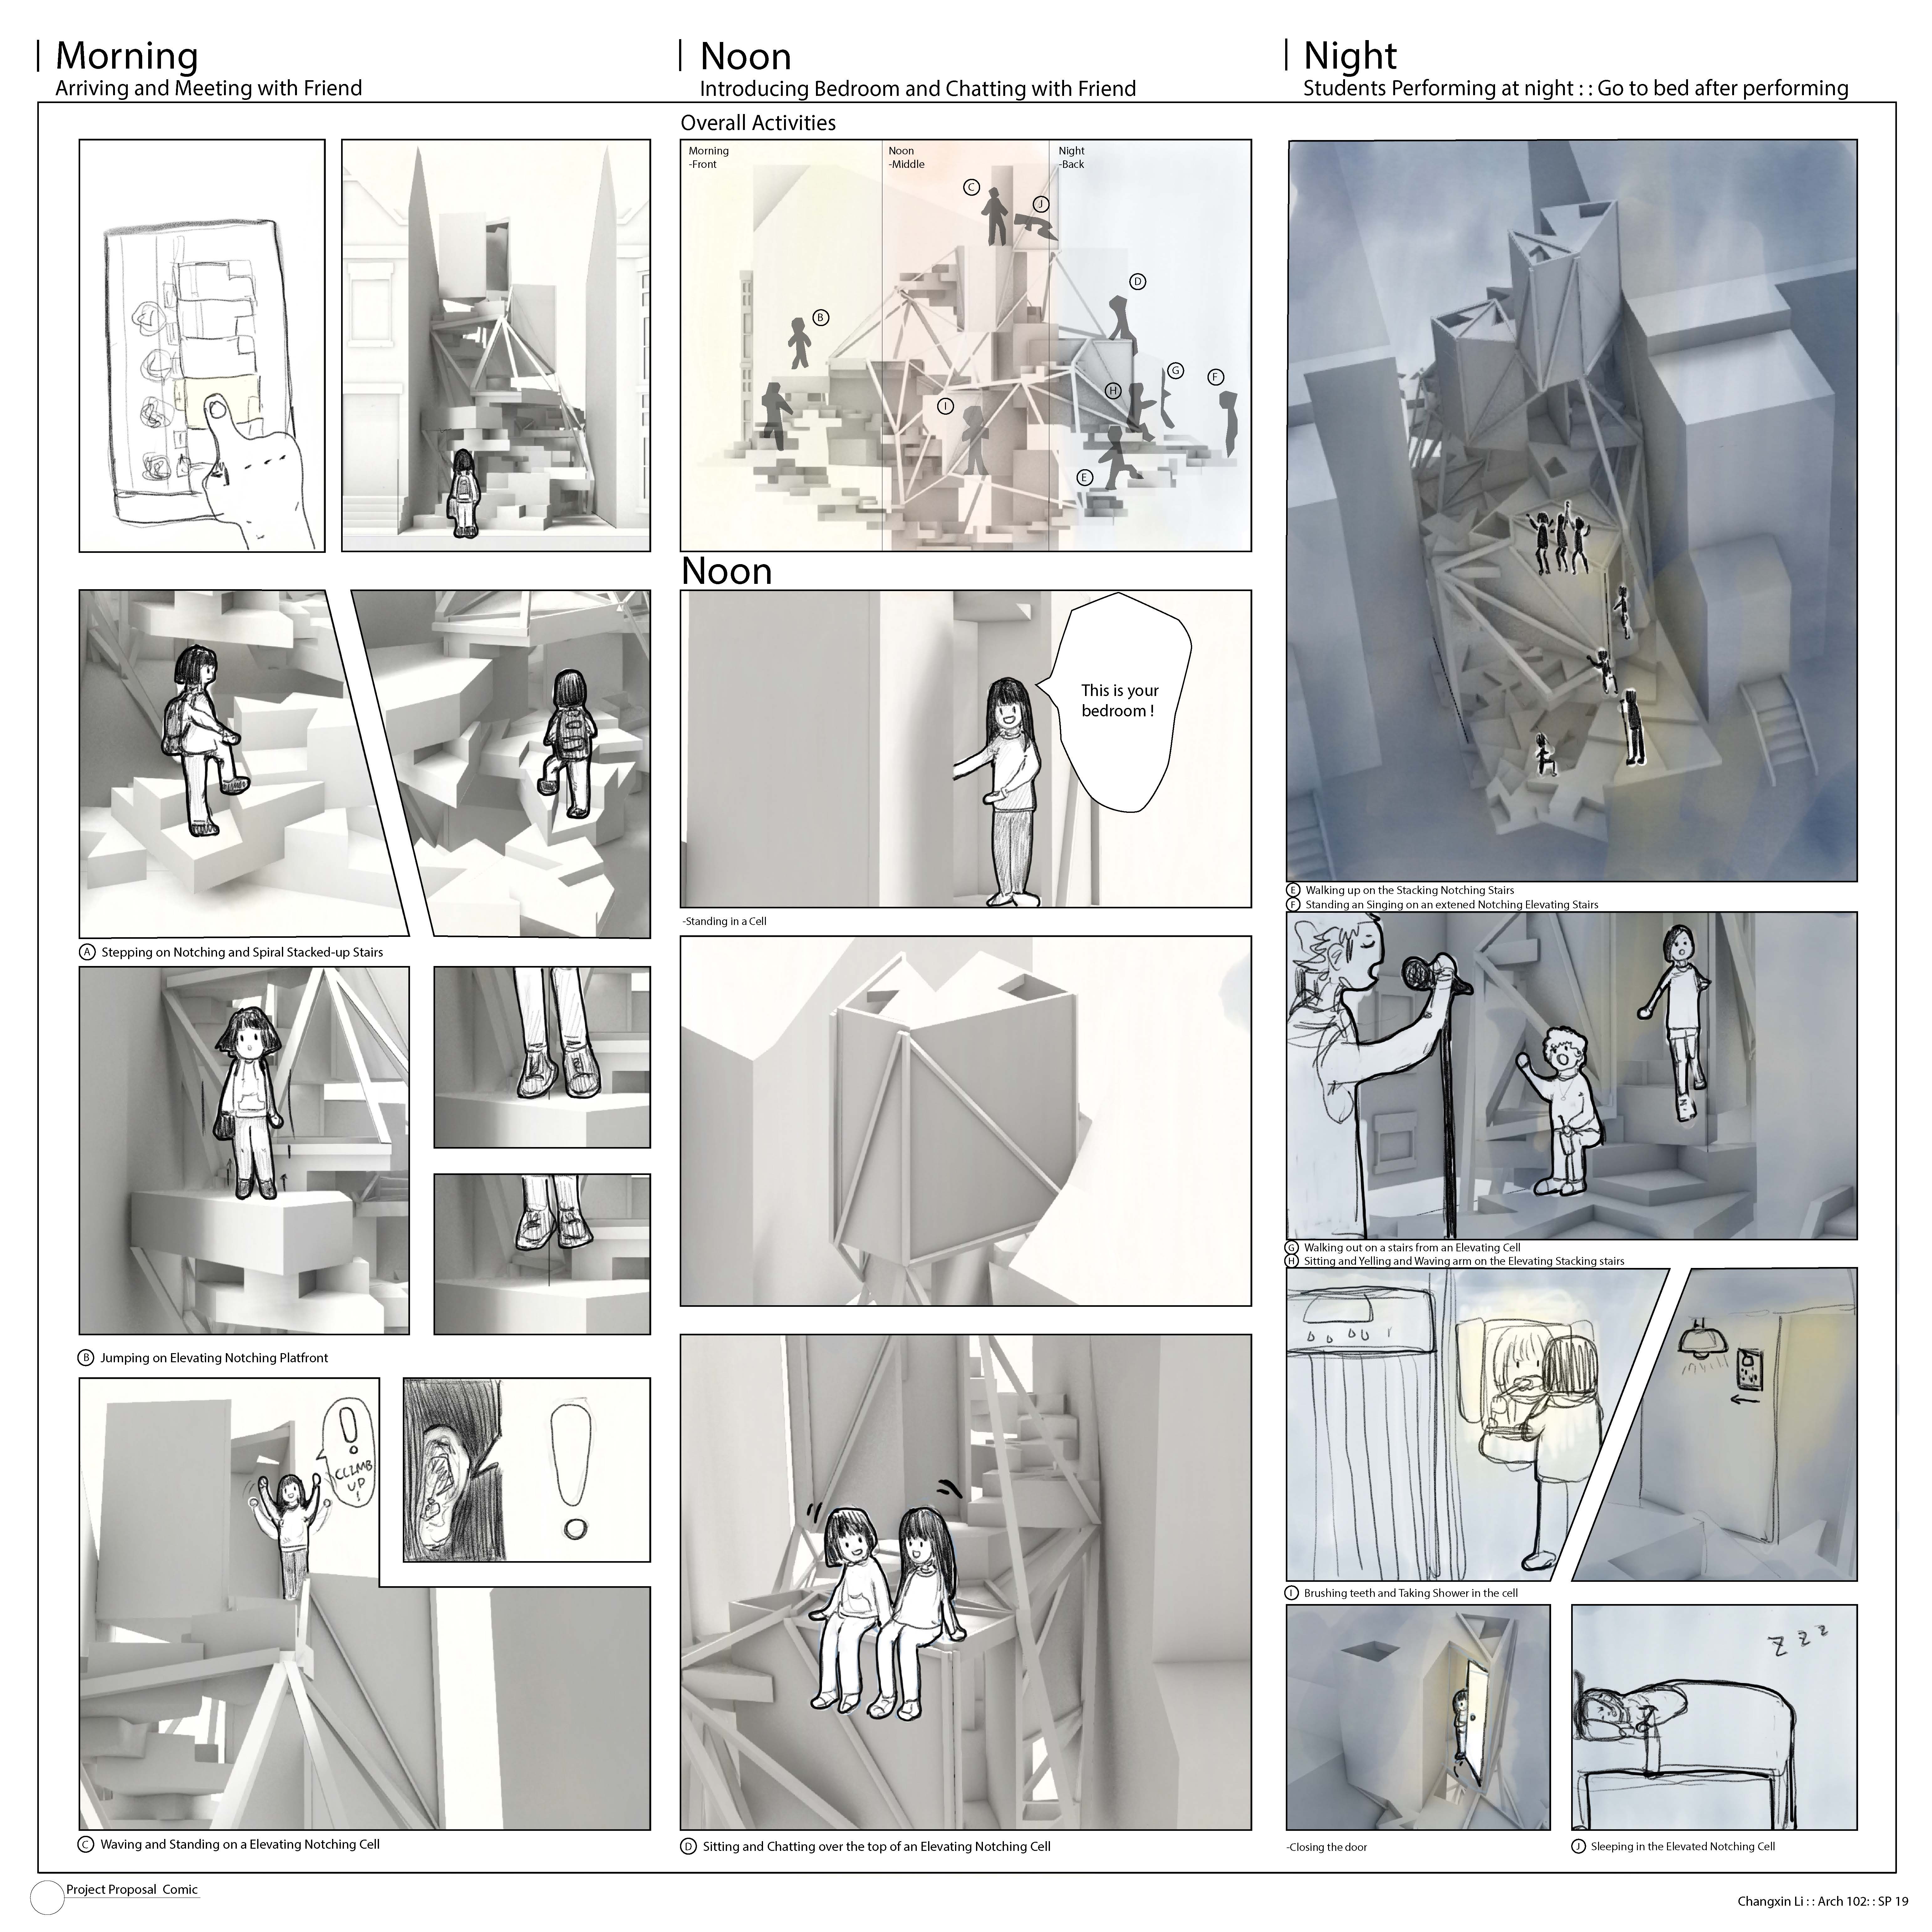 Morning
Arriving and Meeting with Friend
Noon
Introducing Bedroom and Chatting with Friend
Night
Students Performing at night : : Go to bed after performing
Overall Activities
Morning
-Front
Noon
-Middle
Night
-Back
C
J
D
B
G
F
H
I
E
Noon
This is your
bedroom !
-Standing in a Cell
A Stepping on Notching and Spiral Stacked-up Stairs
B Jumping on Elevating Notching Platfront
!
CLIMB
UP
!
!
C Waving and Standing on a Elevating Notching Cell
D Sitting and Chatting over the top of an Elevating Notching Cell
E Walking up on the Stacking Notching Stairs
F Standing an Singing on an extened Notching Elevating Stairs
G Walking out on a stairs from an Elevating Cell
H Sitting and Yelling and Waving arm on the Elevating Stacking stairs
I Brushing teeth and Taking Shower in the cell
z z z
-Closing the door
J Sleeping in the Elevated Notching Cell
Project Proposal Comic
Changxin Li : : Arch 102: : SP 19